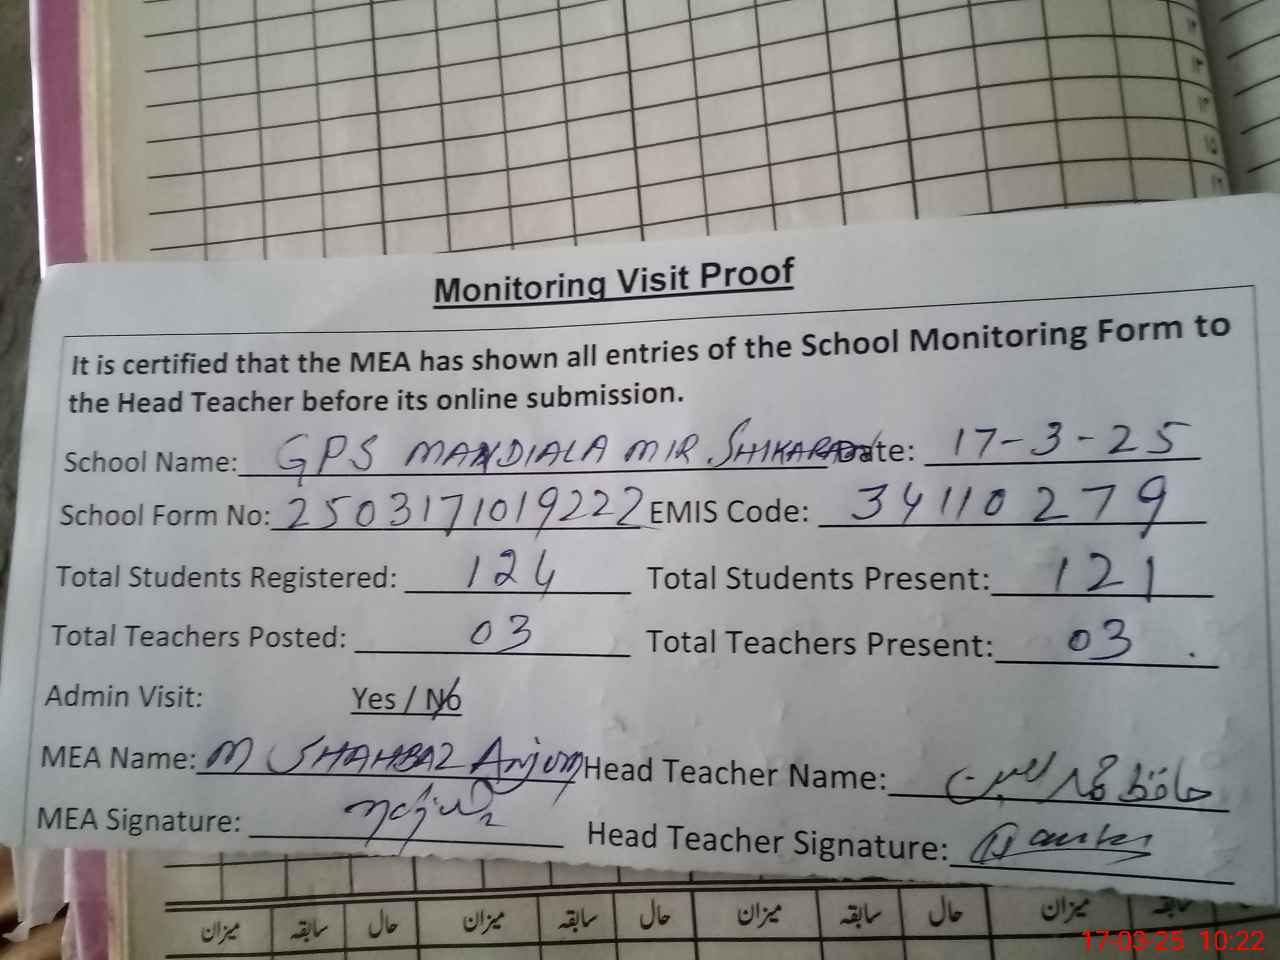 Monitoring Visit Proof
It is certified that the MEA has shown all entries of the School Monitoring Form to
the Head Teacher before its online submission.
School Name: GPS MANDIALA MIR SHIKARAN Date: 17-3-25
School Form No: 2503171019222 EMIS Code: 34110279
Total Students Registered: 124 Total Students Present: 121
Total Teachers Posted: 03 Total Teachers Present: 03
Admin Visit: Yes / No
MEA Name: M SHAHBAZ Anjum Head Teacher Name: حافظ محمد
MEA Signature: Head Teacher Signature:
میزان سابقہ حال میزان سابقہ حال میزان سابقہ حال میزان
17-03-25 10:22